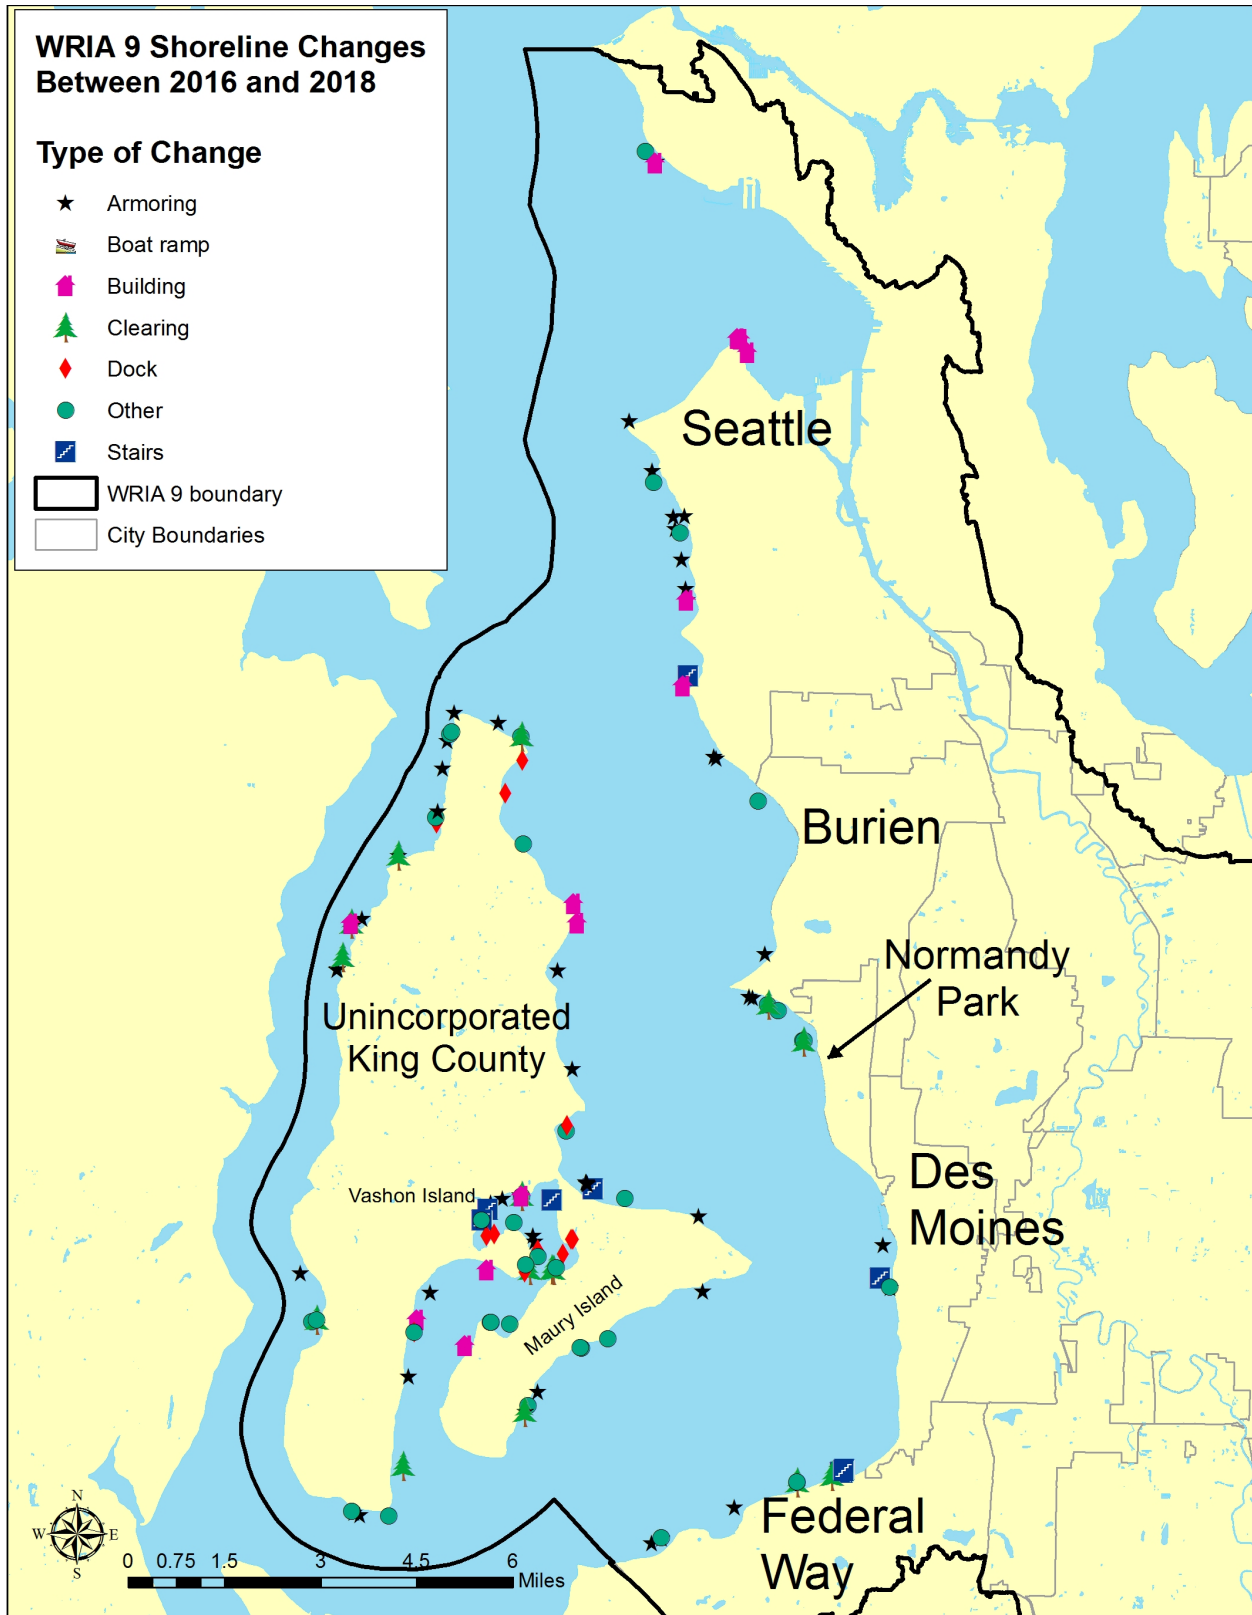 WRIA 9 Shoreline Changes
Between 2016 and 2018
Type of Change
Armoring
Boat ramp
Building
Clearing
Dock
Other
Stairs
WRIA 9 boundary
City Boundaries
Seattle
Burien
Normandy
Park
Unincorporated
King County
Des
Moines
Vashon Island
Maury Island
Federal
Way
N
W E
S
0 0.75 1.5 3 4.5 6
Miles